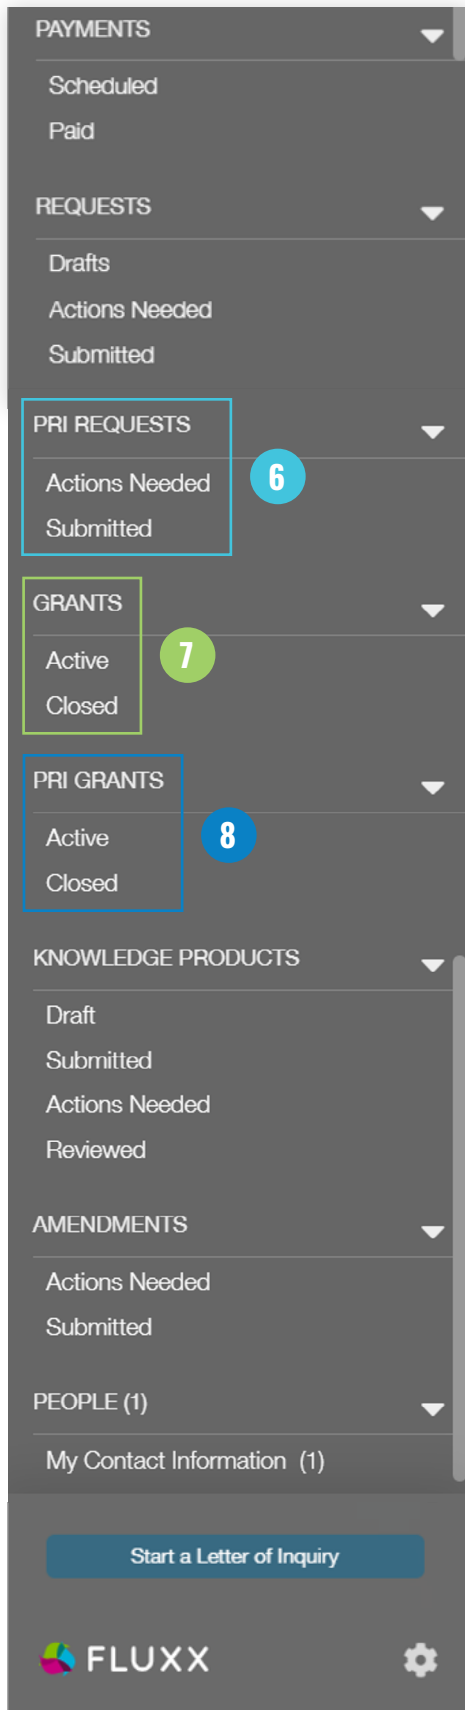 PAYMENTS
Scheduled
Paid
REQUESTS
Drafts
Actions Needed
Submitted
PRI REQUESTS
6
Actions Needed
Submitted
GRANTS
7
Active
Closed
PRI GRANTS
8
Active
Closed
KNOWLEDGE PRODUCTS
Draft
Submitted
Actions Needed
Reviewed
AMENDMENTS
Actions Needed
Submitted
PEOPLE (1)
My Contact Information (1)
Start a Letter of Inquiry
FLUXX